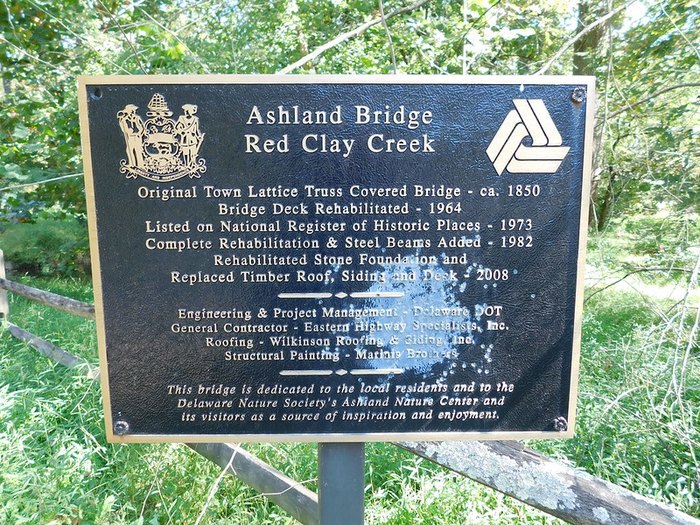 Ashland Bridge
Red Clay Creek
Original Town Lattice Truss Covered Bridge - ca. 1850
Bridge Deck Rehabilitated - 1964
Listed on National Register of Historic Places - 1973
Complete Rehabilitation & Steel Beams Added - 1982
Rehabilitated Stone Foundation and
Replaced Timber Roof, Siding and Deck - 2008
Engineering & Project Management - Delaware DOT
General Contractor - Eastern Highway Specialists, Inc.
Roofing - Wilkinson Roofing & Siding, Inc.
Structural Painting - Marinis Brothers
This bridge is dedicated to the local residents and to the
Delaware Nature Society's Ashland Nature Center and
its visitors as a source of inspiration and enjoyment.